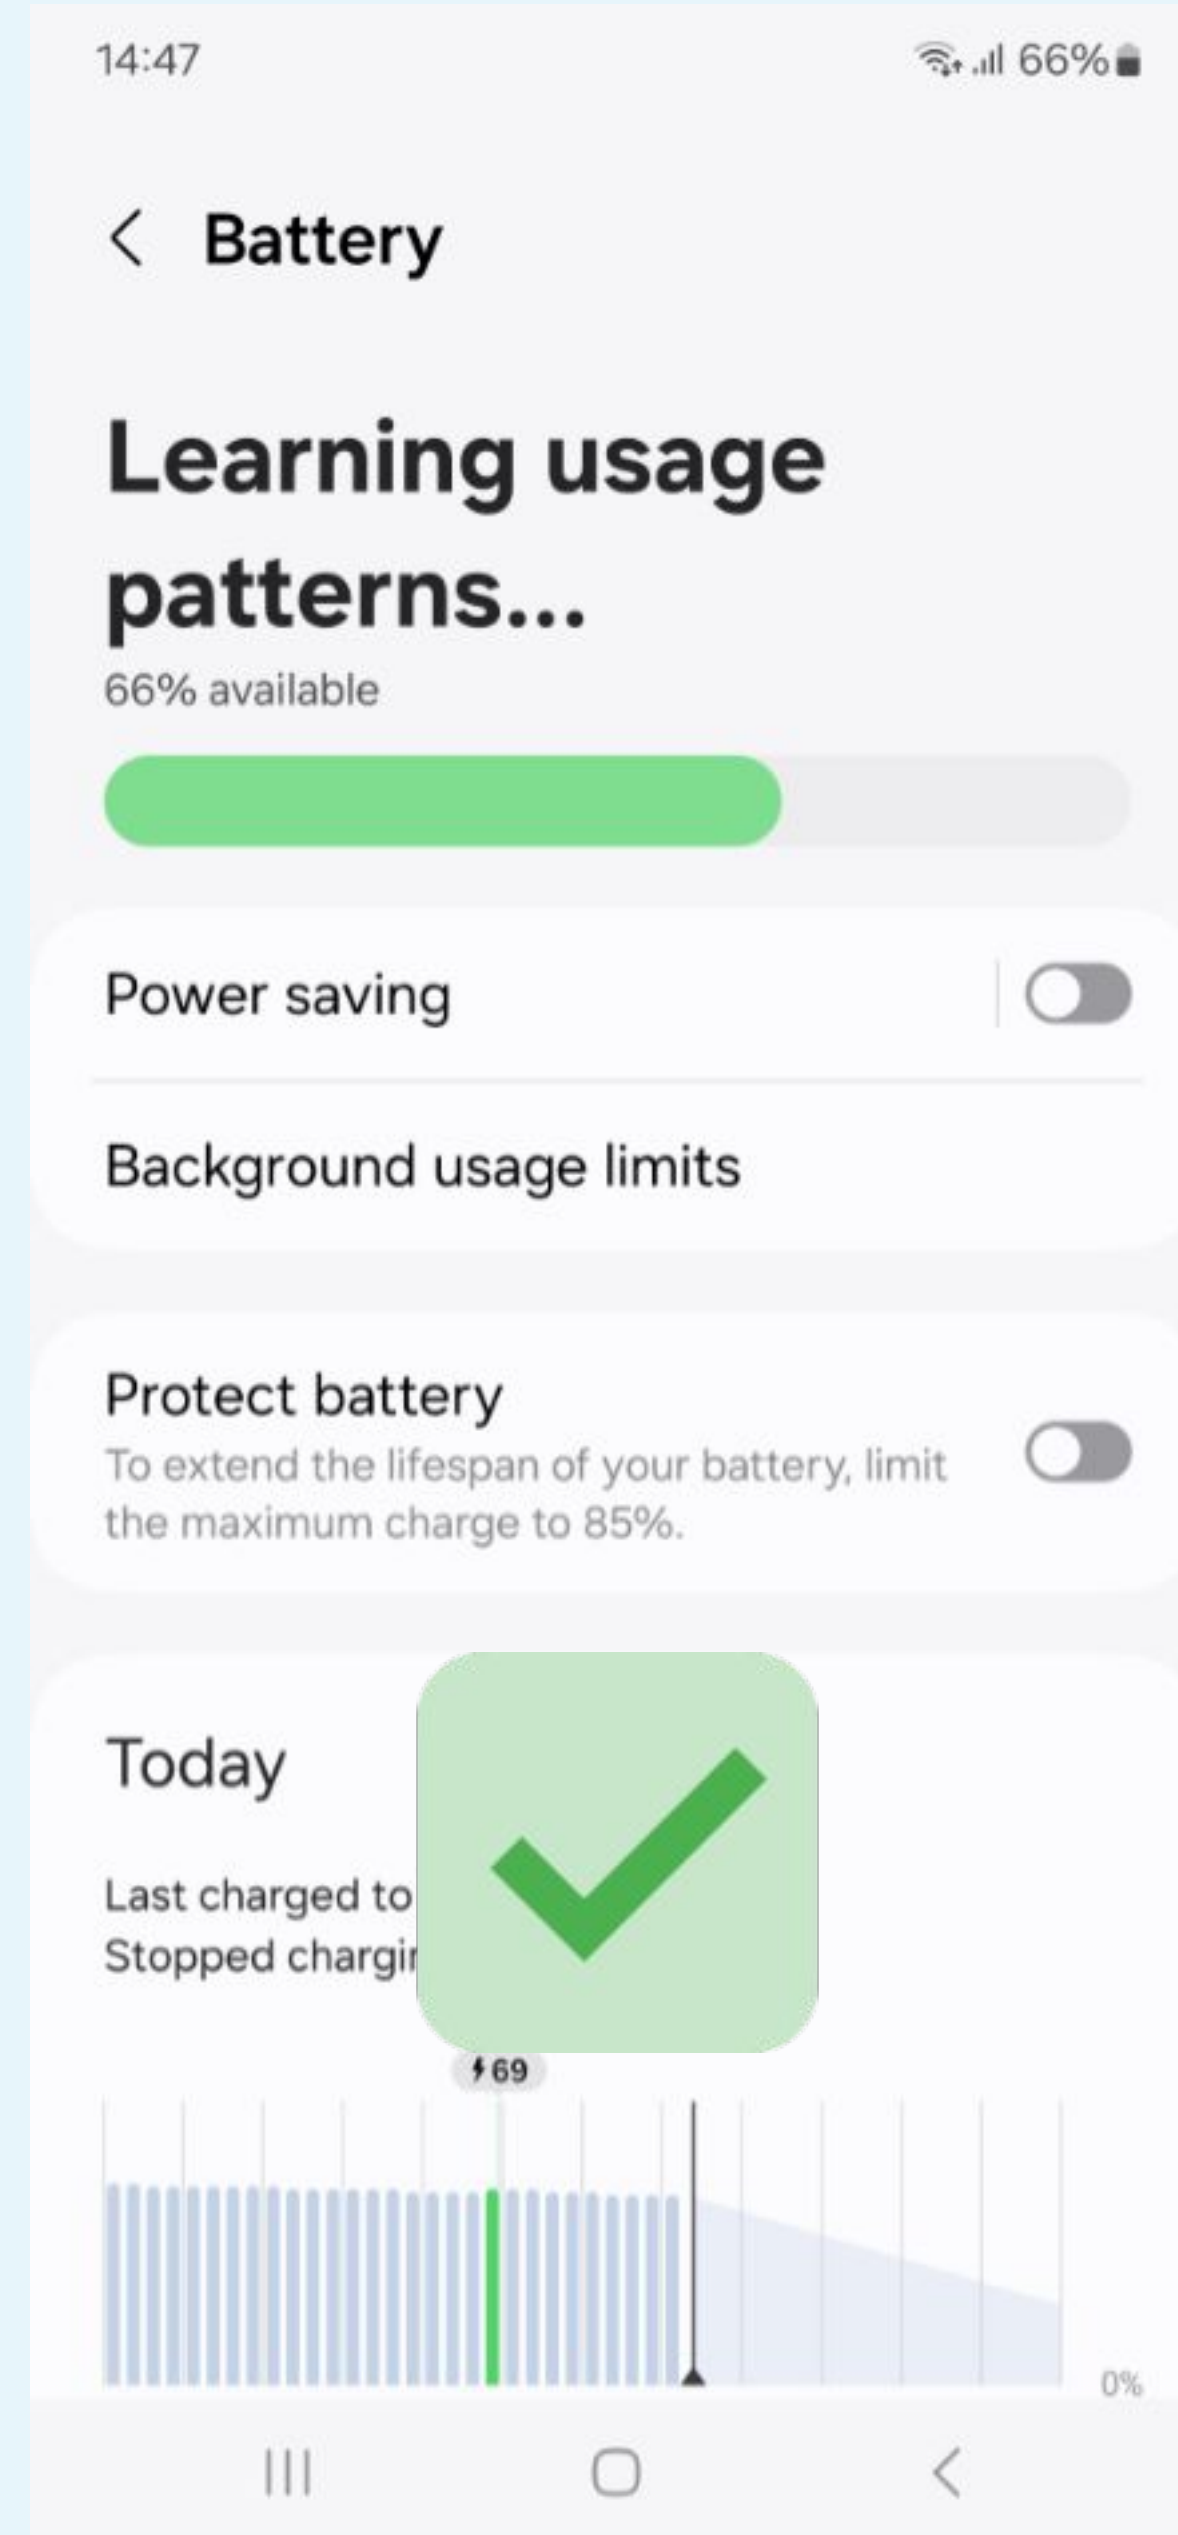 14:47
66%
Battery
Learning usage
patterns...
66% available
Power saving
Background usage limits
Protect battery
To extend the lifespan of your battery, limit
the maximum charge to 85%.
Today
Last charged to
Stopped
69
0%